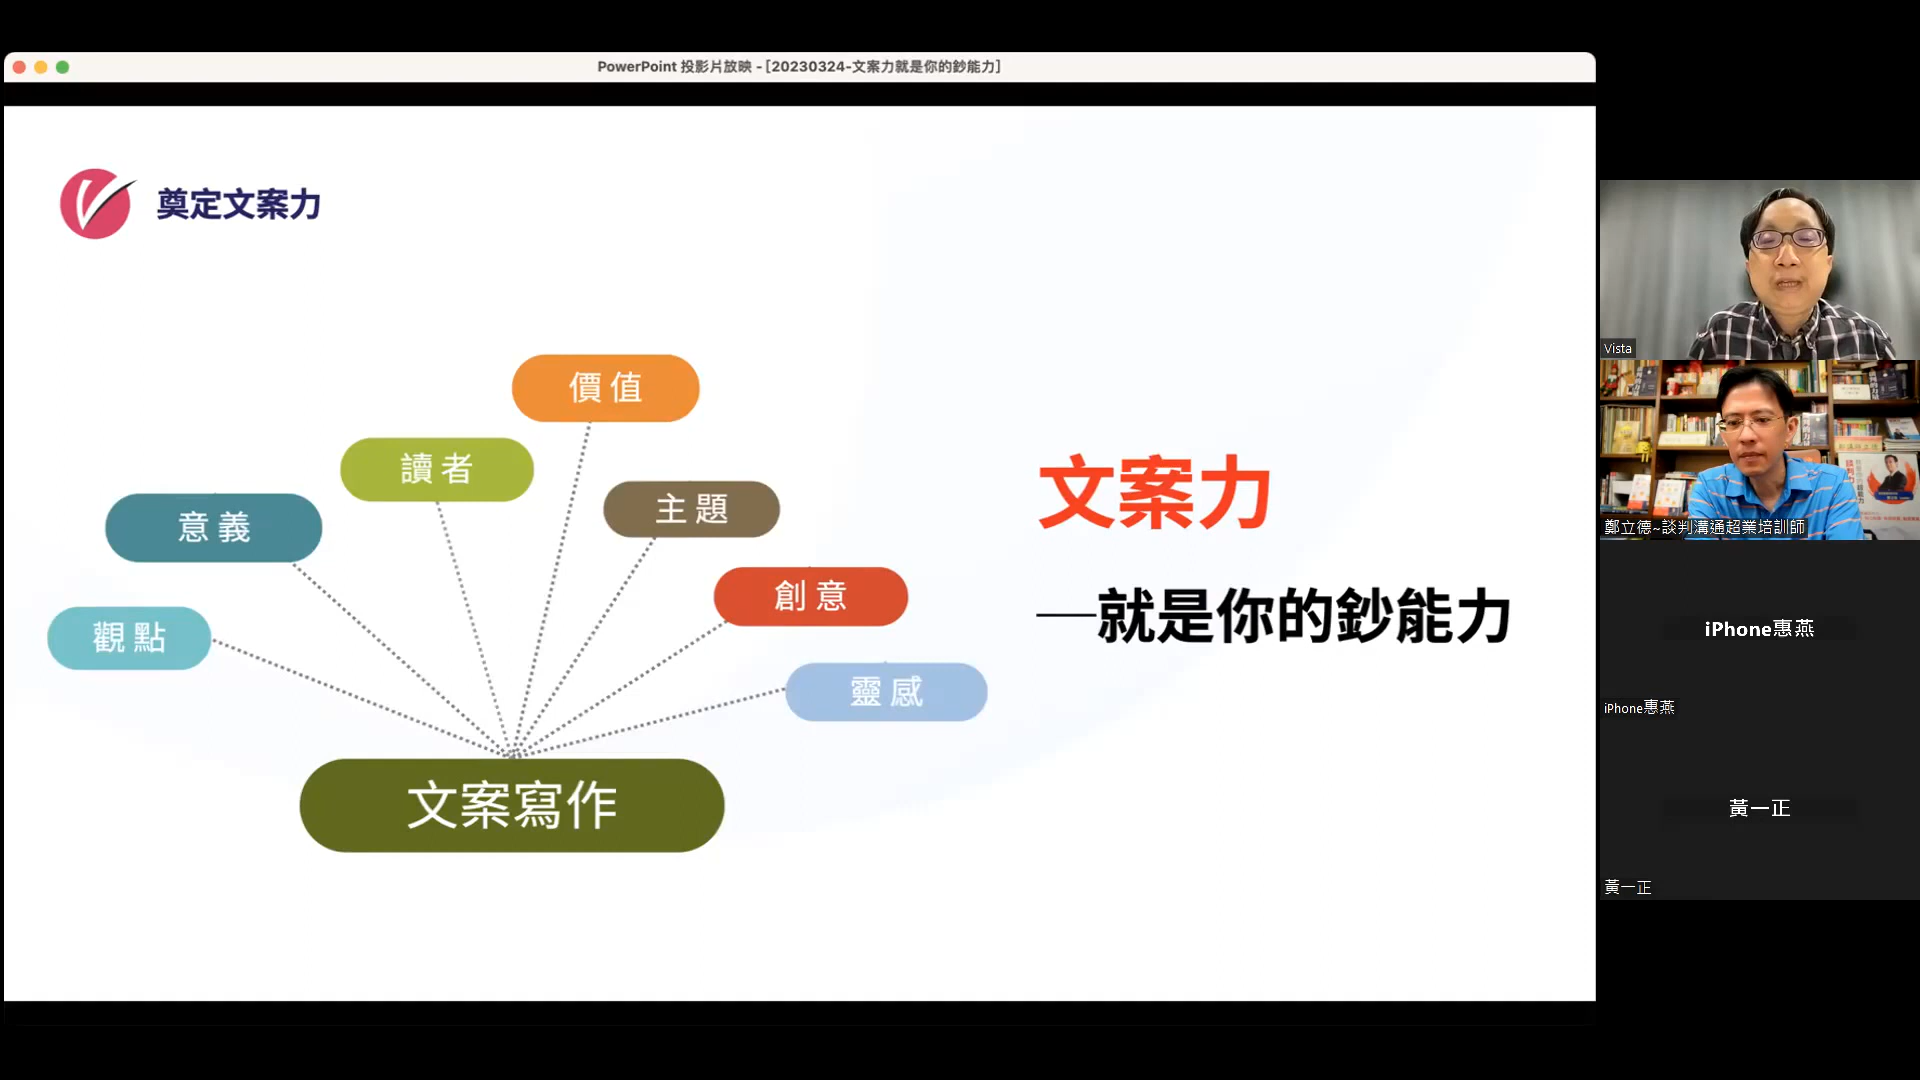 PowerPoint 投影片放映 - [20230324-文案力就是你的鈔能力]
奠定文案力
價值
讀者
主題
意義
創意
觀點
靈感
文案寫作
文案力
—就是你的鈔能力
Vista
鄭立德~談判溝通超業培訓師
iPhone惠燕
iPhone惠燕
黃一正
黃一正